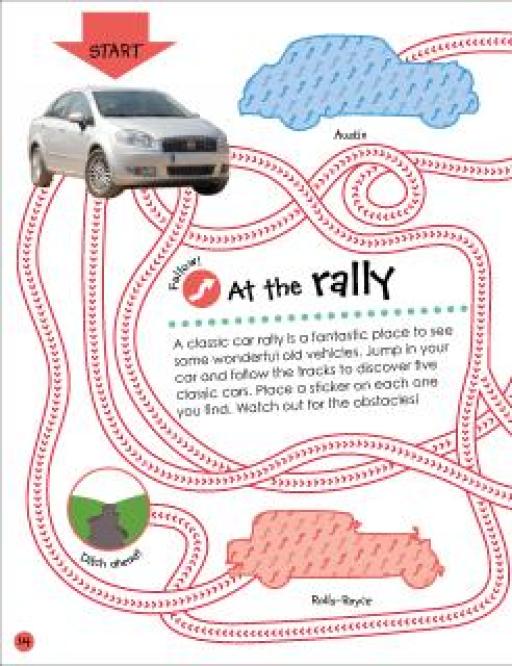 START
Austin
Follow!
At the rally
A classic car rally is a fantastic place to see
some wonderful old vehicles. Jump in your
car and follow the tracks to discover five
classic cars. Place a sticker on each one
you find. Watch out for the obstacles!
Ditch ahead!
Rolls-Royce
14